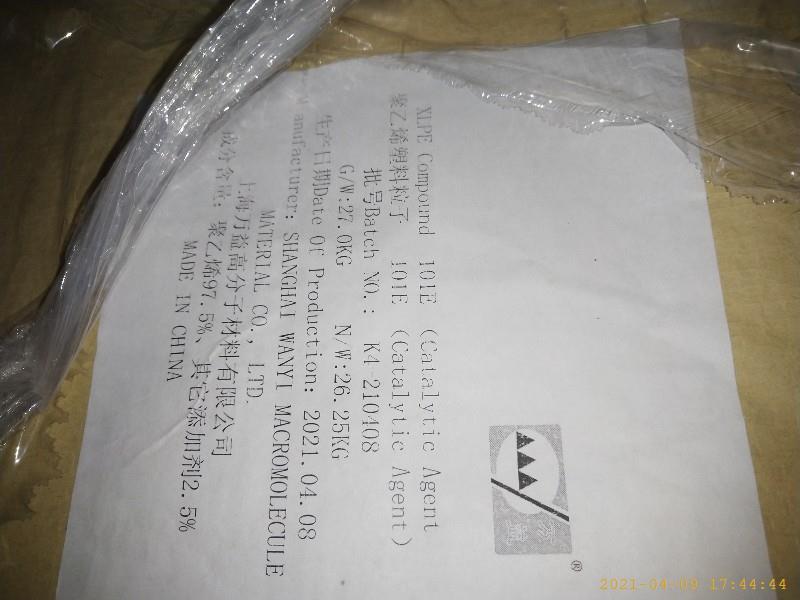 ®
XLPE Compound 101E (Catalytic Agent
聚乙烯塑料粒子 101E (Catalytic Agent)
批号Batch NO.: K4-210408
G/W:27.0KG N/W:26.25KG
生产日期Date Of Production: 2021.04.08
Manufacturer: SHANGHAI WANYI MACROMOLECULE
MATERIAL CO., LTD.
上海万益高分子材料有限公司
成分含量: 聚乙烯97.5%、其它添加剂2.5%
MADE IN CHINA
2021-04-09 17:44:44